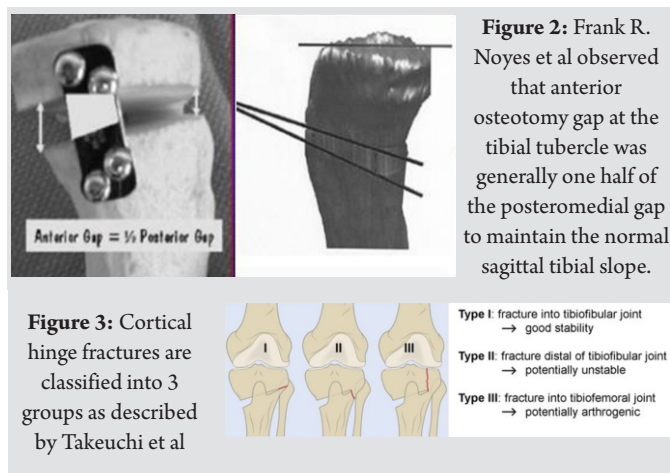 Anterior Gap = ½ Posterior Gap
Figure 2: Frank R.
Noyes et al observed
that anterior
osteotomy gap at the
tibial tubercle was
generally one half of
the posteromedial gap
to maintain the normal
sagittal tibial slope.
Figure 3: Cortical
hinge fractures are
classified into 3
groups as described
by Takeuchi et al
I II III
Type I: fracture into tibiofibular joint
→ good stability
Type II: fracture distal of tibiofibular joint
→ potentially unstable
Type III: fracture into tibiofemoral joint
→ potentially arthrogenic